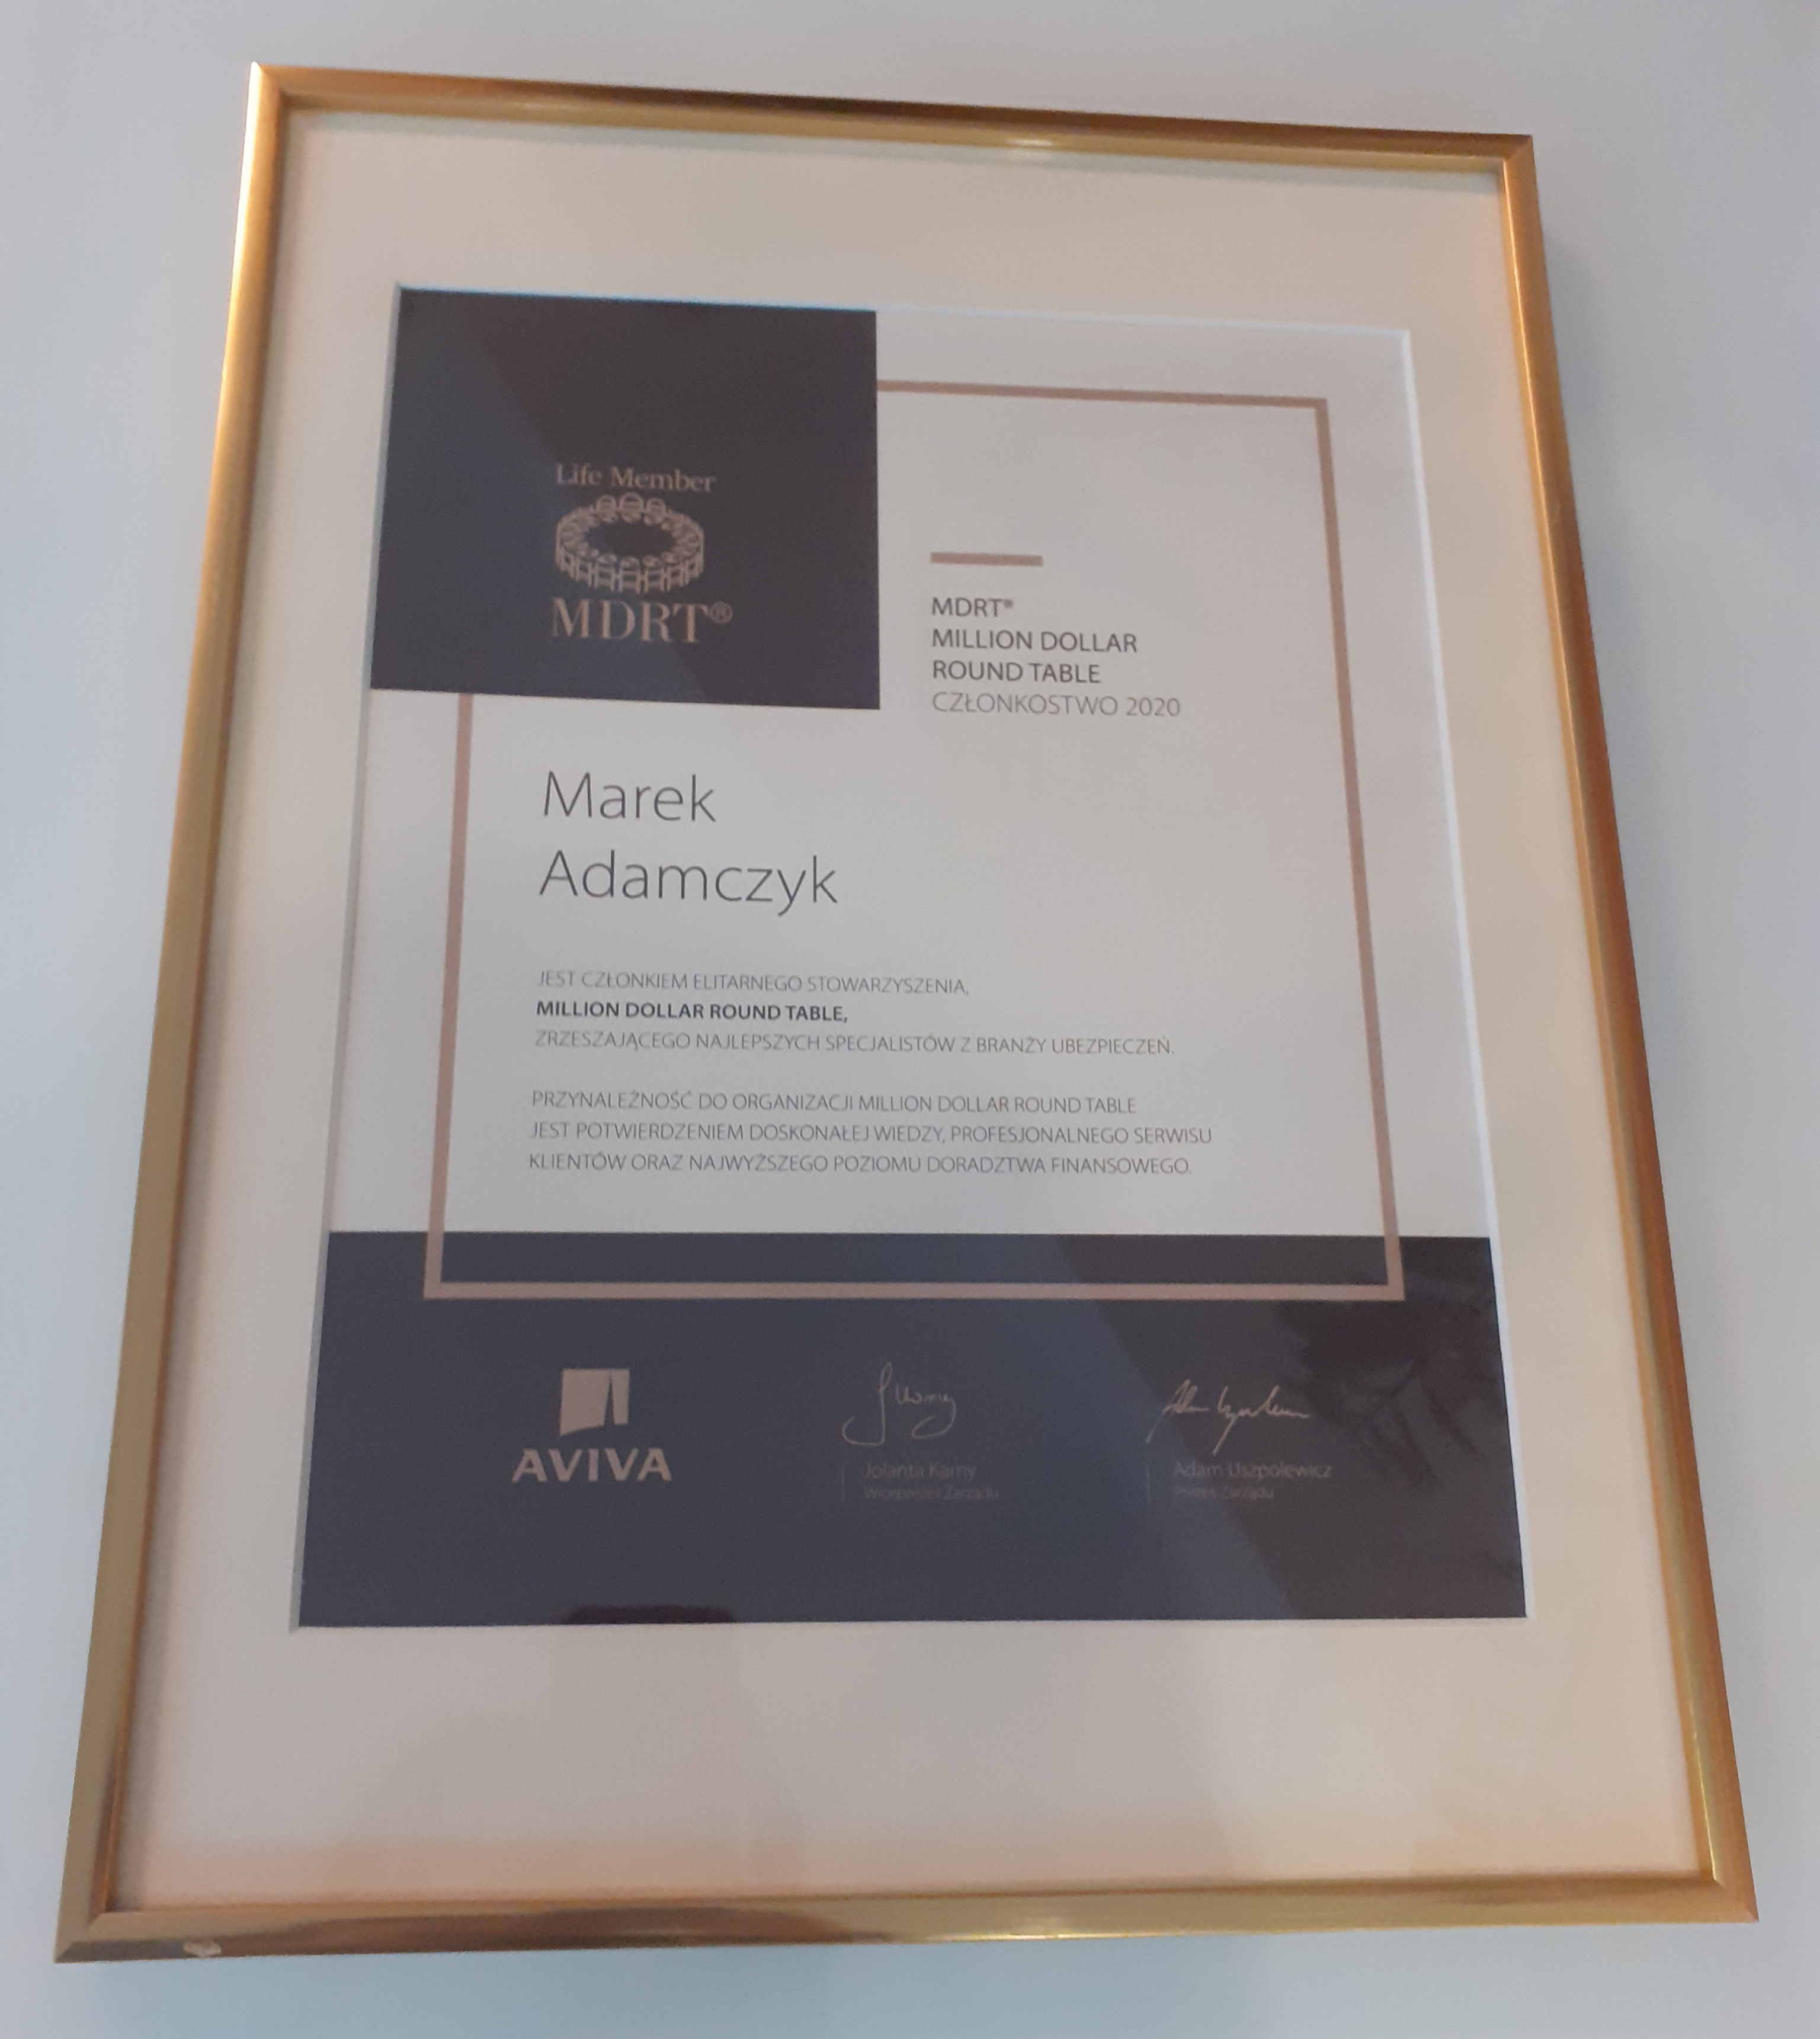 Life Member
MDRT®
MDRT®
MILLION DOLLAR
ROUND TABLE
CZŁONKOSTWO 2020
Marek
Adamczyk
JEST CZŁONKIEM ELITARNEGO STOWARZYSZENIA,
MILLION DOLLAR ROUND TABLE,
ZRZESZAJĄCEGO NAJLEPSZYCH SPECJALISTÓW Z BRANŻY UBEZPIECZEŃ.
PRZYNALEŻNOŚĆ DO ORGANIZACJI MILLION DOLLAR ROUND TABLE
JEST POTWIERDZENIEM DOSKONAŁEJ WIEDZY, PROFESJONALNEGO SERWISU
KLIENTÓW ORAZ NAJWYŻSZEGO POZIOMU DORADZTWA FINANSOWEGO.
AVIVA
Jolanta Karny
Wiceprezes Zarządu
Adam Uszpolewicz
Prezes Zarządu